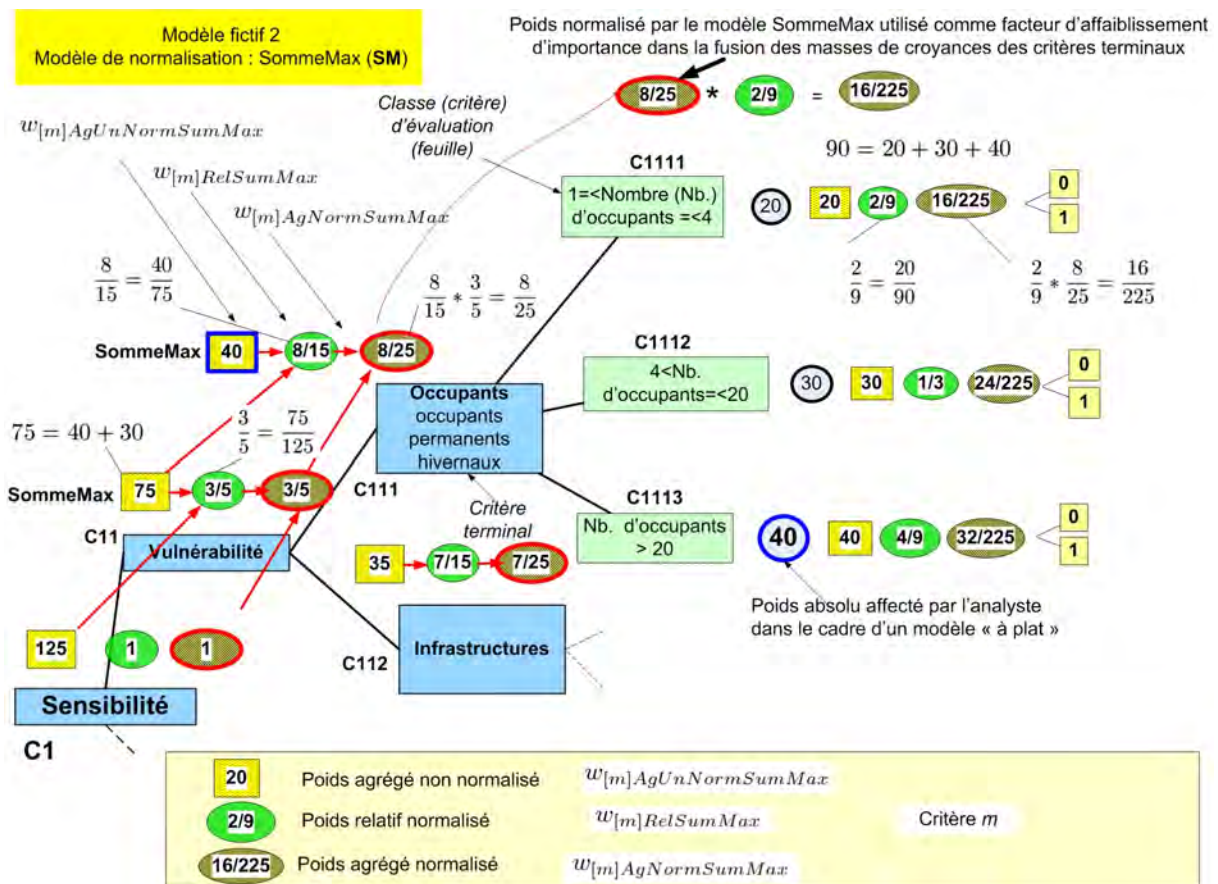 Modèle fictif 2
Modèle de normalisation : SommeMax (SM)
Poids normalisé par le modèle SommeMax utilisé comme facteur d'affaiblissement
d'importance dans la fusion des masses de croyances des critères terminaux
8/25 * 2/9 = 16/225
Classe (critère)
d'évaluation
(feuille)
w[m]AgUnNormSumMax
w[m]RelSumMax
w[m]AgNormSumMax
90 = 20 + 30 + 40
C1111
1=<Nombre (Nb.)
d'occupants =<4
20 20 2/9 16/225 0 1
2/9 = 20/90
2/9 * 8/25 = 16/225
8/15 = 40/75
8/15 * 3/5 = 8/25
SommeMax 40 8/15 8/25
C1112
4<Nb.
d'occupants=<20
30 30 1/3 24/225 0 1
Occupants
occupants
permanents
hivernaux
C111
75 = 40 + 30
3/5 = 75/125
SommeMax 75 3/5 3/5
C1113
Nb. d'occupants
> 20
40 40 4/9 32/225 0 1
Critère
terminal
C11
Vulnérabilité
35 7/15 7/25
Poids absolu affecté par l'analyste
dans le cadre d'un modèle « à plat »
125 1 1
C112
Infrastructures
Sensibilité
C1
20 Poids agrégé non normalisé w[m]AgUnNormSumMax
2/9 Poids relatif normalisé w[m]RelSumMax Critère m
16/225 Poids agrégé normalisé w[m]AgNormSumMax